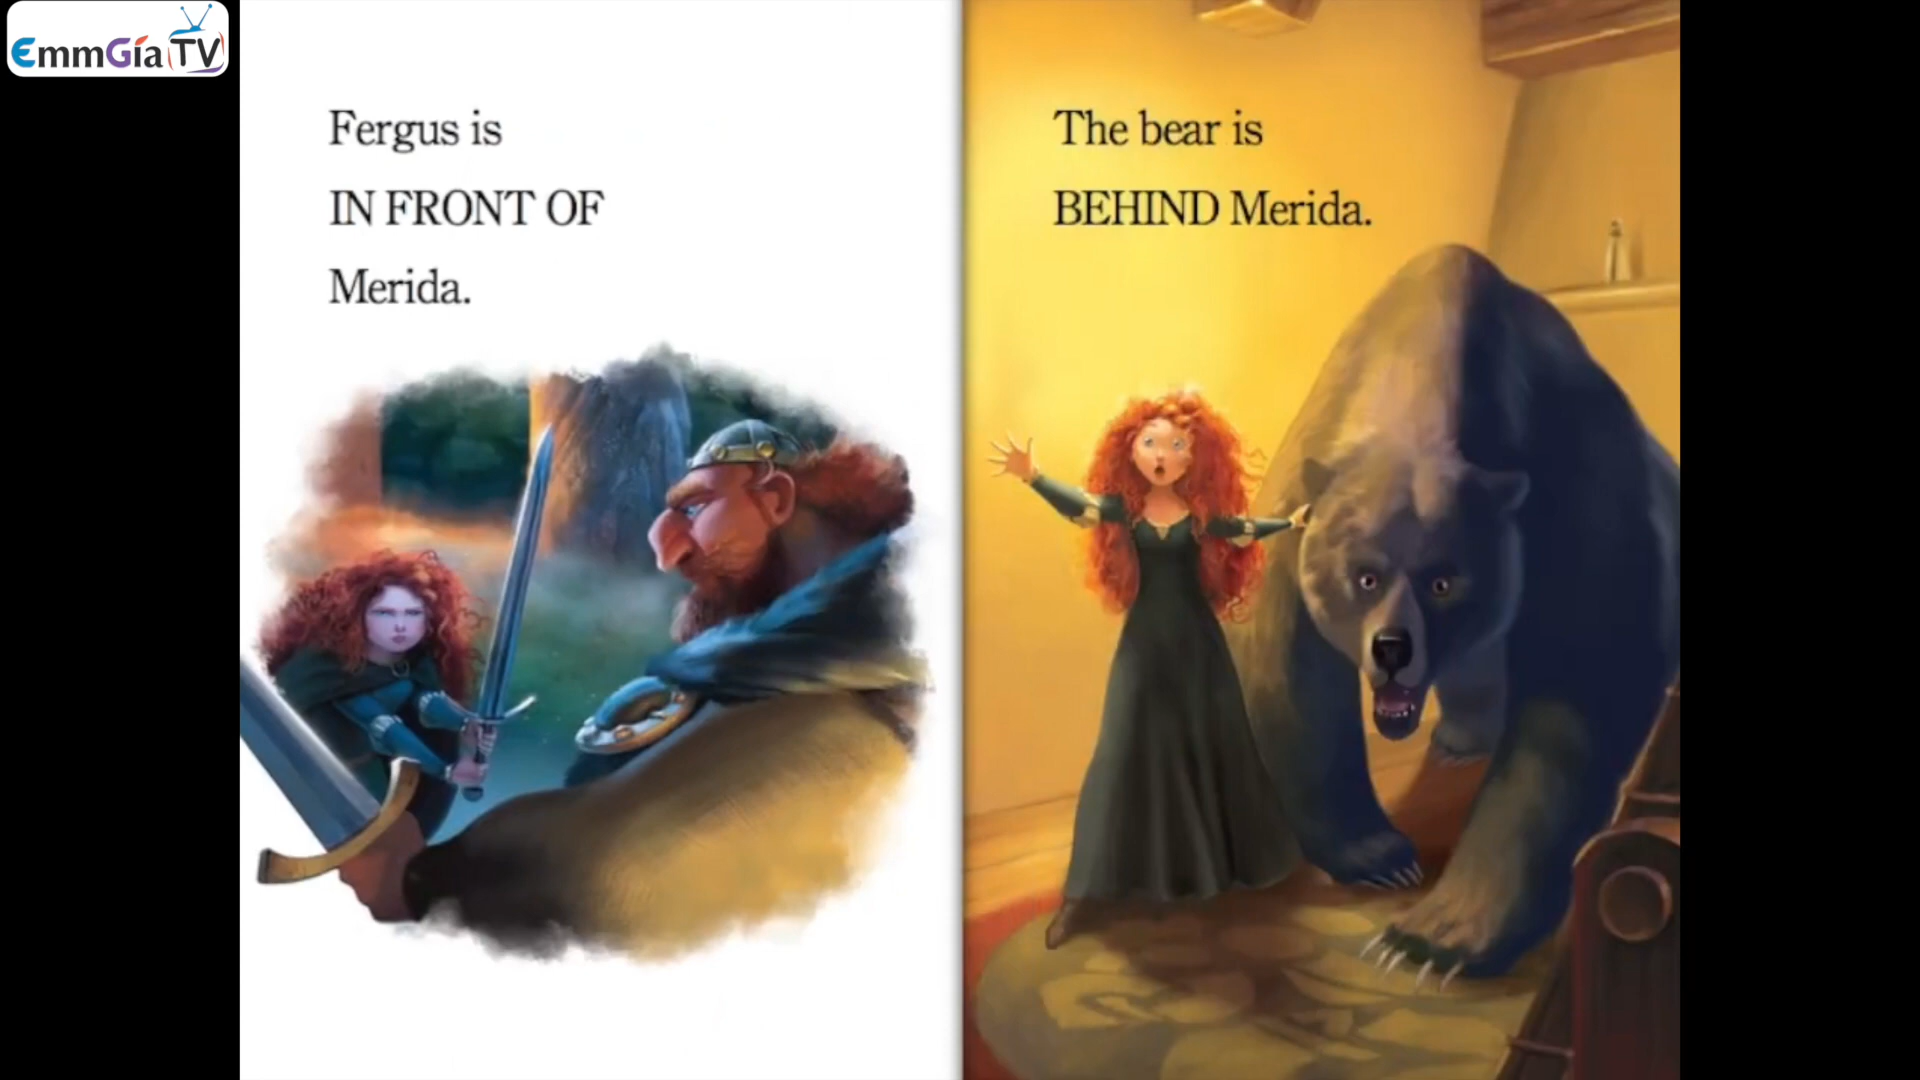 EmmGía TV
Fergus is
IN FRONT OF
Merida.
The bear is
BEHIND Merida.